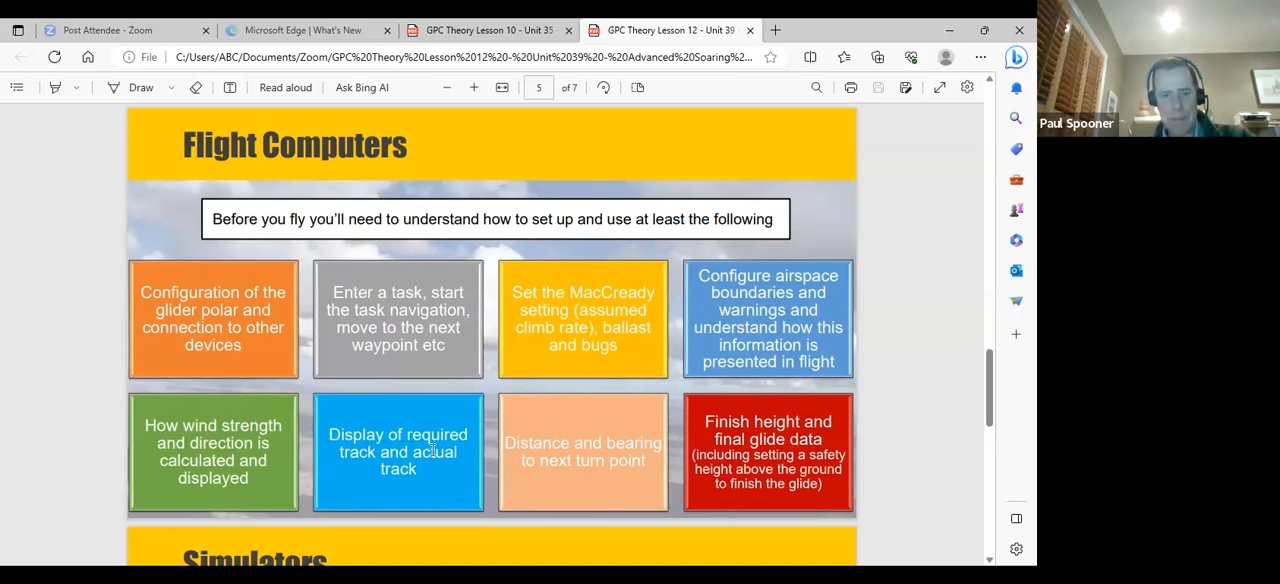 Post Attendee - Zoom
Microsoft Edge | What's New
GPC Theory Lesson 10 - Unit 35
GPC Theory Lesson 12 - Unit 39
File
C:/Users/ABC/Documents/Zoom/GPC%20Theory%20Lesson%2012%20-%20Unit%2039%20-%20Advanced%20Soaring%2...
Draw
Read aloud
Ask Bing AI
5
of 7
Paul Spooner
Flight Computers
Before you fly you'll need to understand how to set up and use at least the following
Configuration of the
glider polar and
connection to other
devices
Enter a task, start
the task navigation,
move to the next
waypoint etc
Set the MacCready
setting (assumed
climb rate), ballast
and bugs
Configure airspace
boundaries and
warnings and
understand how this
information is
presented in flight
How wind strength
and direction is
calculated and
displayed
Display of required
track and actual
track
Distance and bearing
to next turn point
Finish height and
final glide data
(including setting a safety
height above the ground
to finish the glide)
Simulators